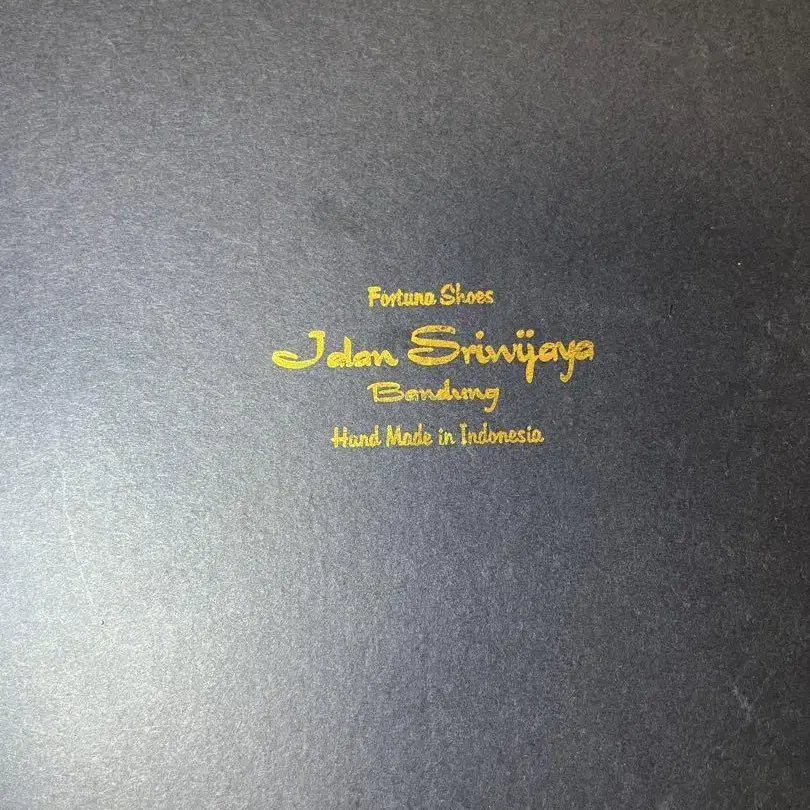 Fortuna Shoes
Jalan Sriwijaya
Bandung
Hand Made in Indonesia